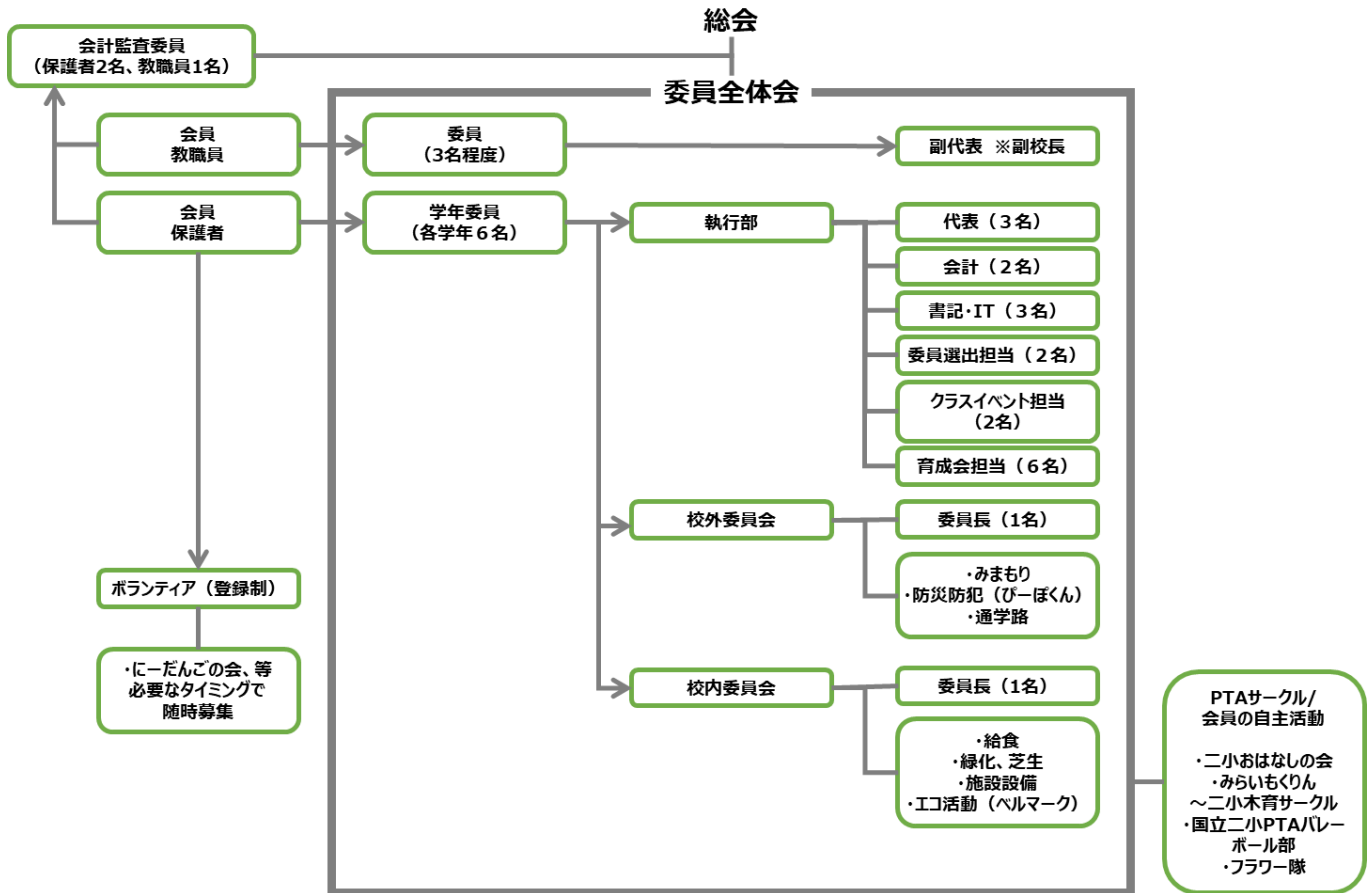 総会
会計監査委員
（保護者2名、教職員1名）
委員全体会
会員
教職員
委員
（3名程度）
副代表 ※副校長
会員
保護者
学年委員
（各学年６名）
執行部
代表（３名）
会計（２名）
書記・IT（３名）
委員選出担当（２名）
クラスイベント担当
（2名）
育成会担当（６名）
校外委員会
委員長（1名）
・みまもり
・防災防犯（ぴーぽくん）
・通学路
ボランティア（登録制）
・にーだんごの会、等
必要なタイミングで
随時募集
校内委員会
委員長（1名）
・給食
・緑化、芝生
・施設設備
・エコ活動（ベルマーク）
PTAサークル/
会員の自主活動
・二小おはなしの会
・みらいもくりん
～二小木育サークル
・国立二小PTAバレー
ボール部
・フラワー隊